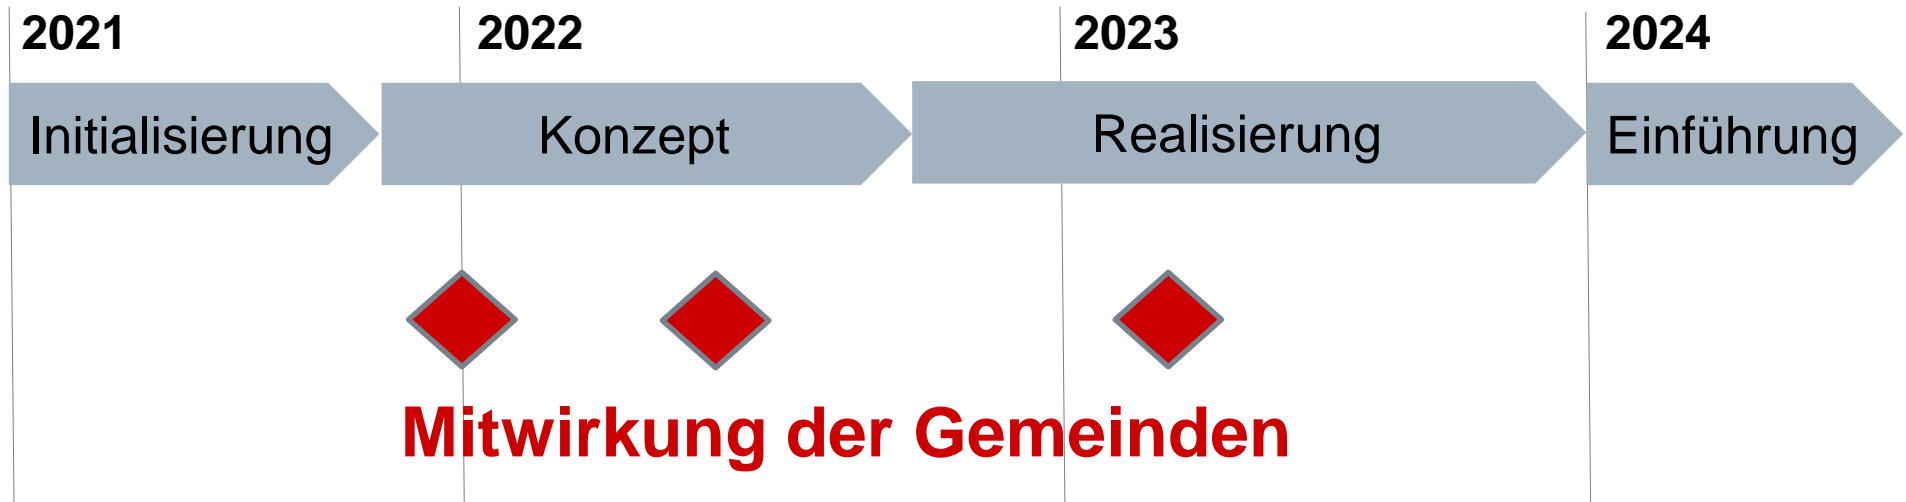 2021 2022 2023 2024
Initialisierung Konzept Realisierung Einführung
Mitwirkung der Gemeinden